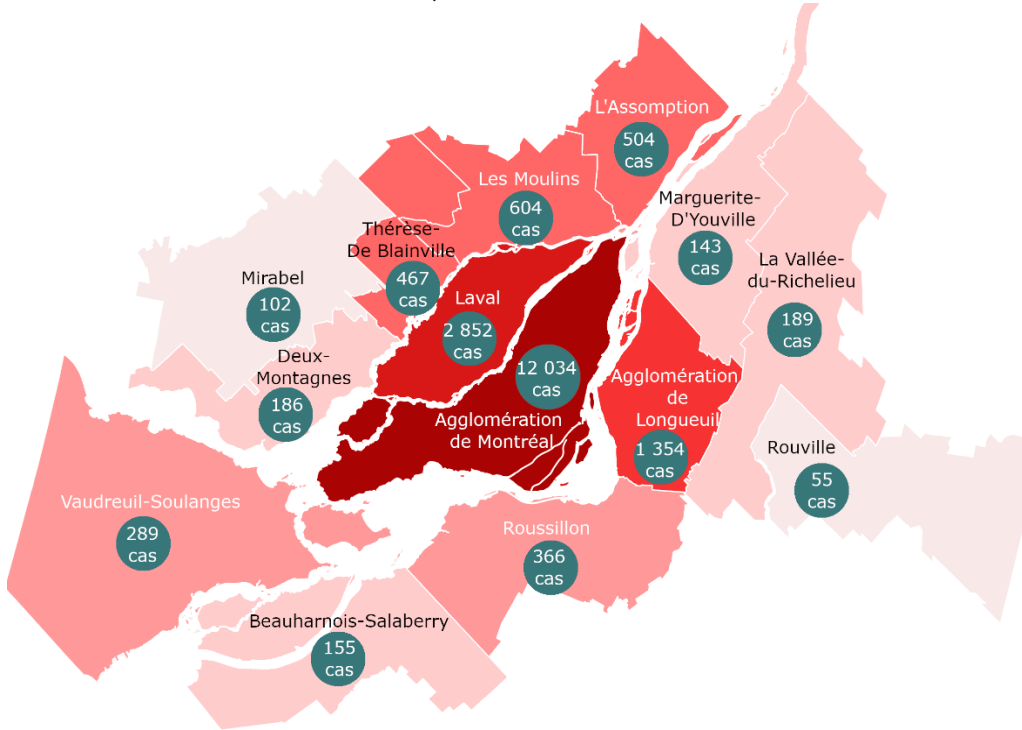 L'Assomption
504
cas
Les Moulins
604
cas
Marguerite-
D'Youville
143
cas
Thérèse-
De Blainville
467
cas
La Vallée-
du-Richelieu
189
cas
Mirabel
102
cas
Laval
2 852
cas
Deux-
Montagnes
186
cas
12 034
cas
Agglomération
de Montréal
Agglomération
de
Longueuil
1 354
cas
Rouville
55
cas
Vaudreuil-Soulanges
289
cas
Roussillon
366
cas
Beauharnois-Salaberry
155
cas